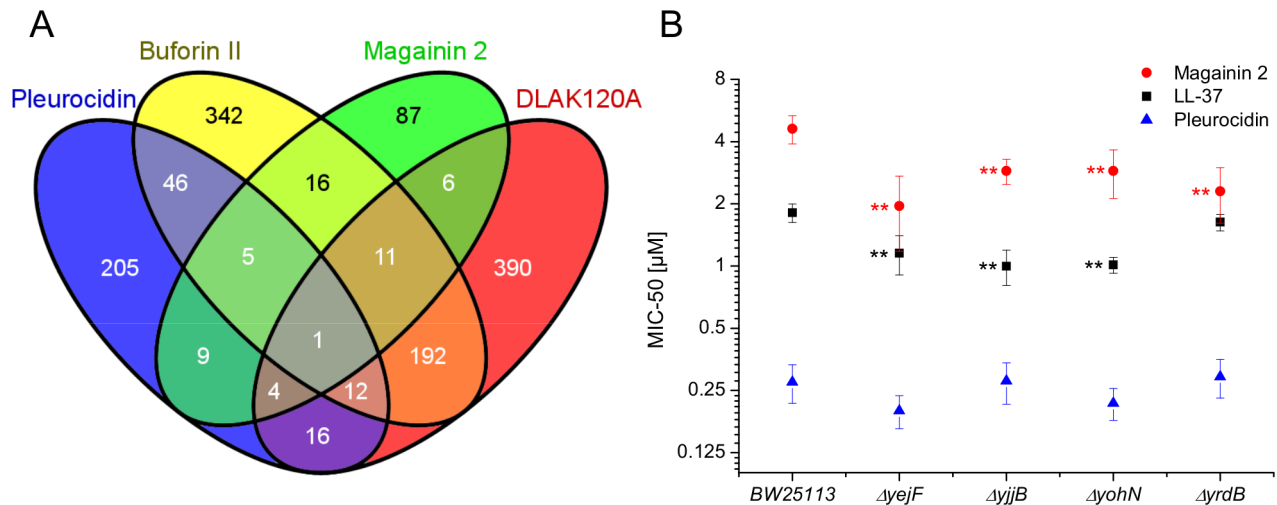 A
Buforin II
Magainin 2
Pleurocidin
DLAK120A
342
87
46
16
6
205
5
11
390
9
1
192
4
12
16
B
Magainin 2
LL-37
Pleurocidin
MIC-50 [µM]
8
4
2
1
0.5
0.25
0.125
**
**
**
**
**
**
**
BW25113
ΔyejF
ΔyjjB
ΔyohN
ΔyrdB